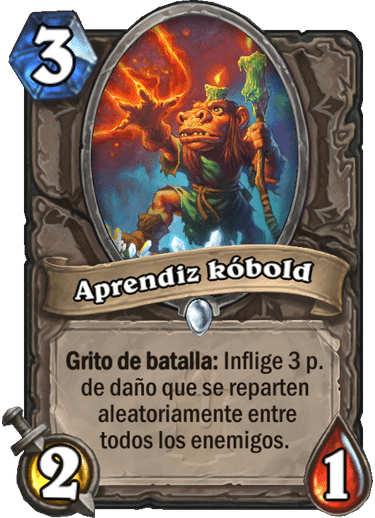 3
Aprendiz kóbold
Grito de batalla: Inflige 3 p.
de daño que se reparten
aleatoriamente entre
todos los enemigos.
2
1